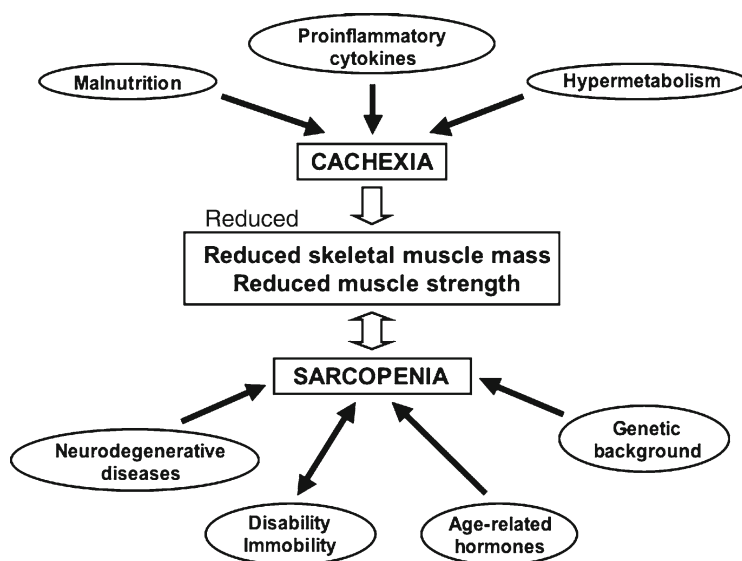 Proinflammatory
cytokines
Malnutrition
Hypermetabolism
CACHEXIA
Reduced
Reduced skeletal muscle mass
Reduced muscle strength
SARCOPENIA
Neurodegenerative
diseases
Genetic
background
Disability
Immobility
Age-related
hormones